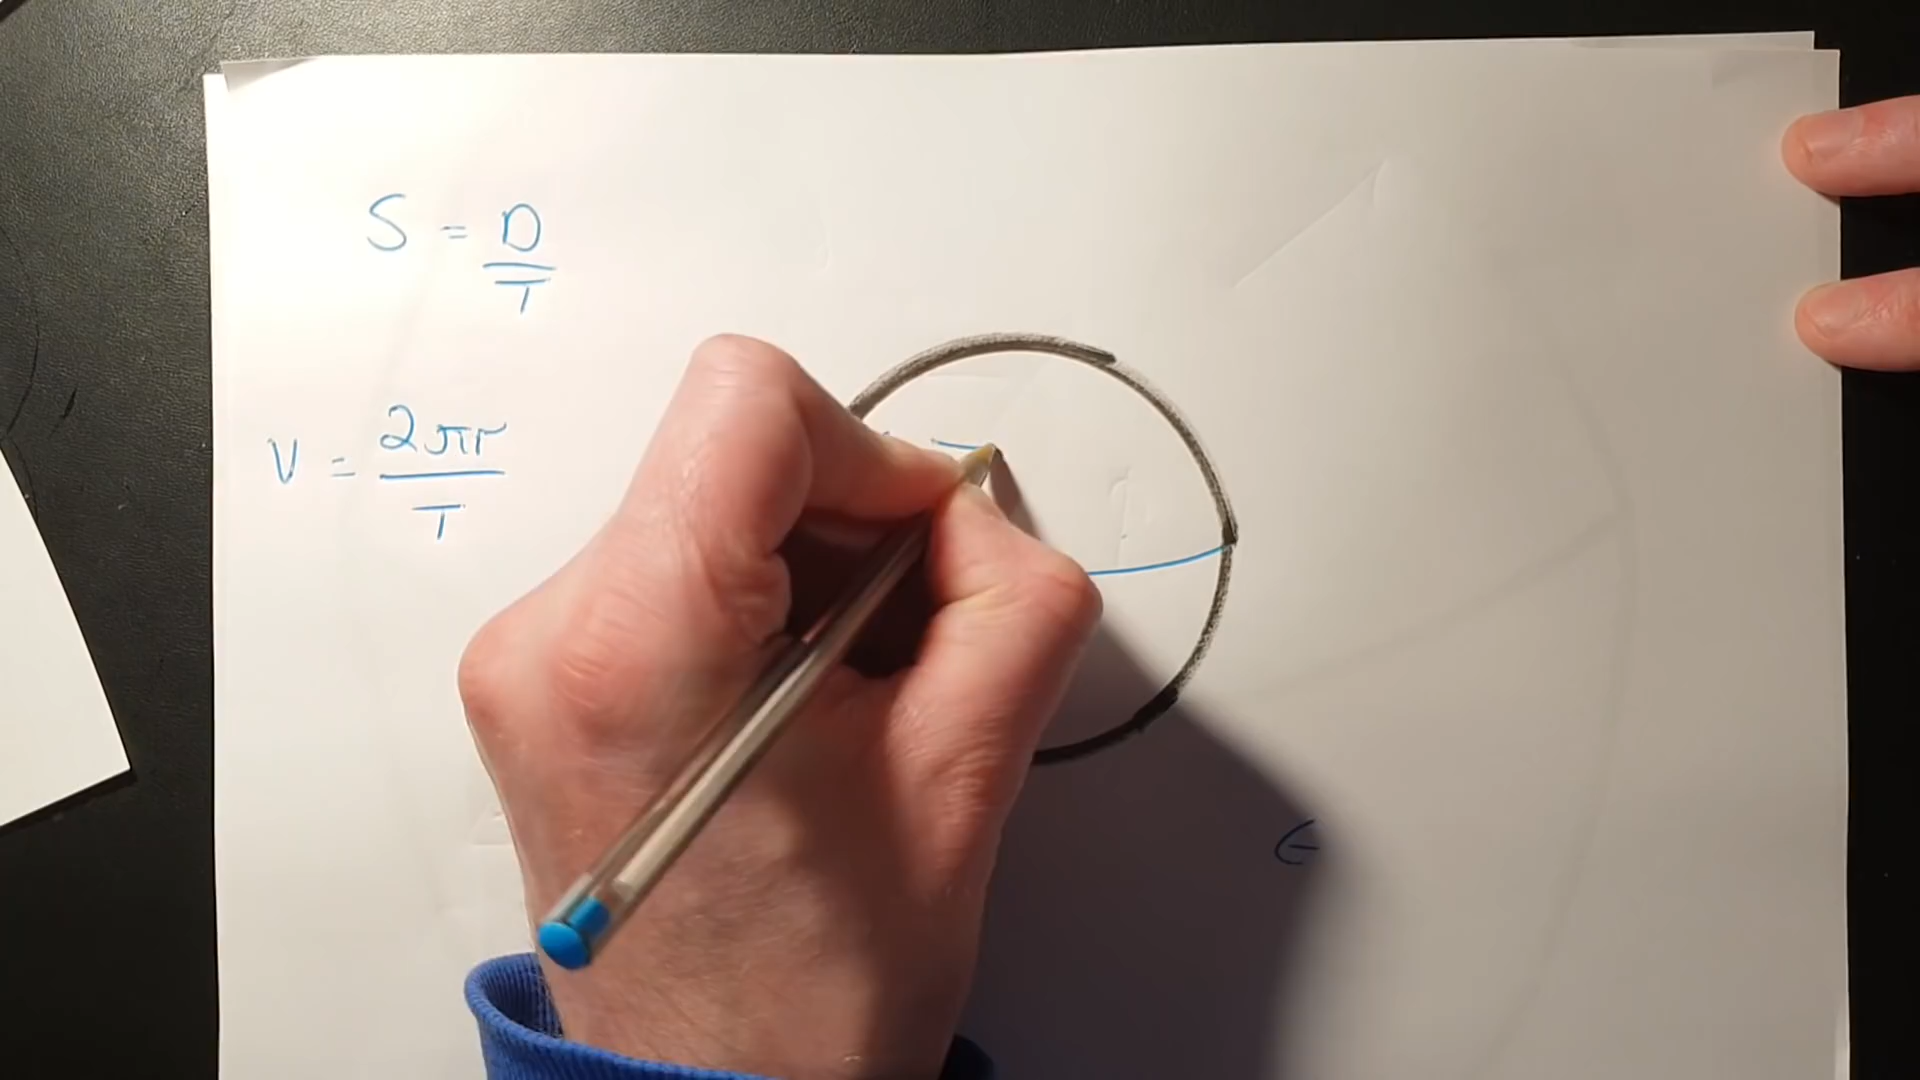 S = D/T
V = 2πr/T